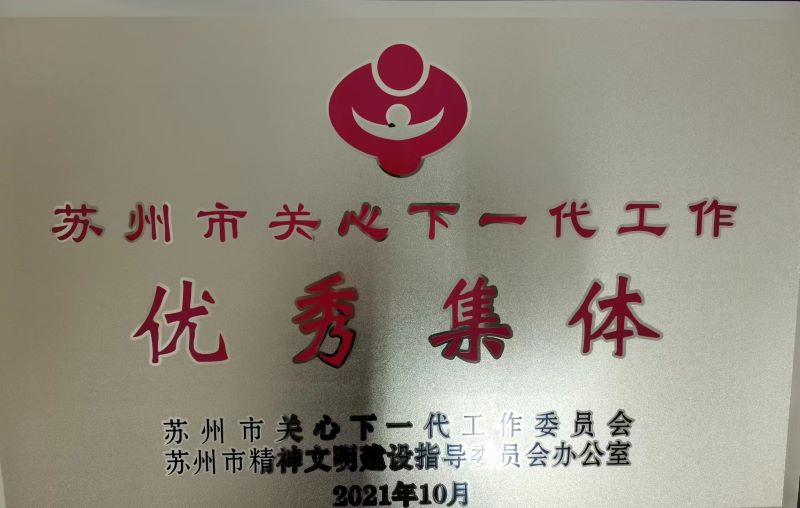 苏州市关心下一代工作
优秀集体
苏州市关心下一代工作委员会
苏州市精神文明建设指导委员会办公室
2021年10月